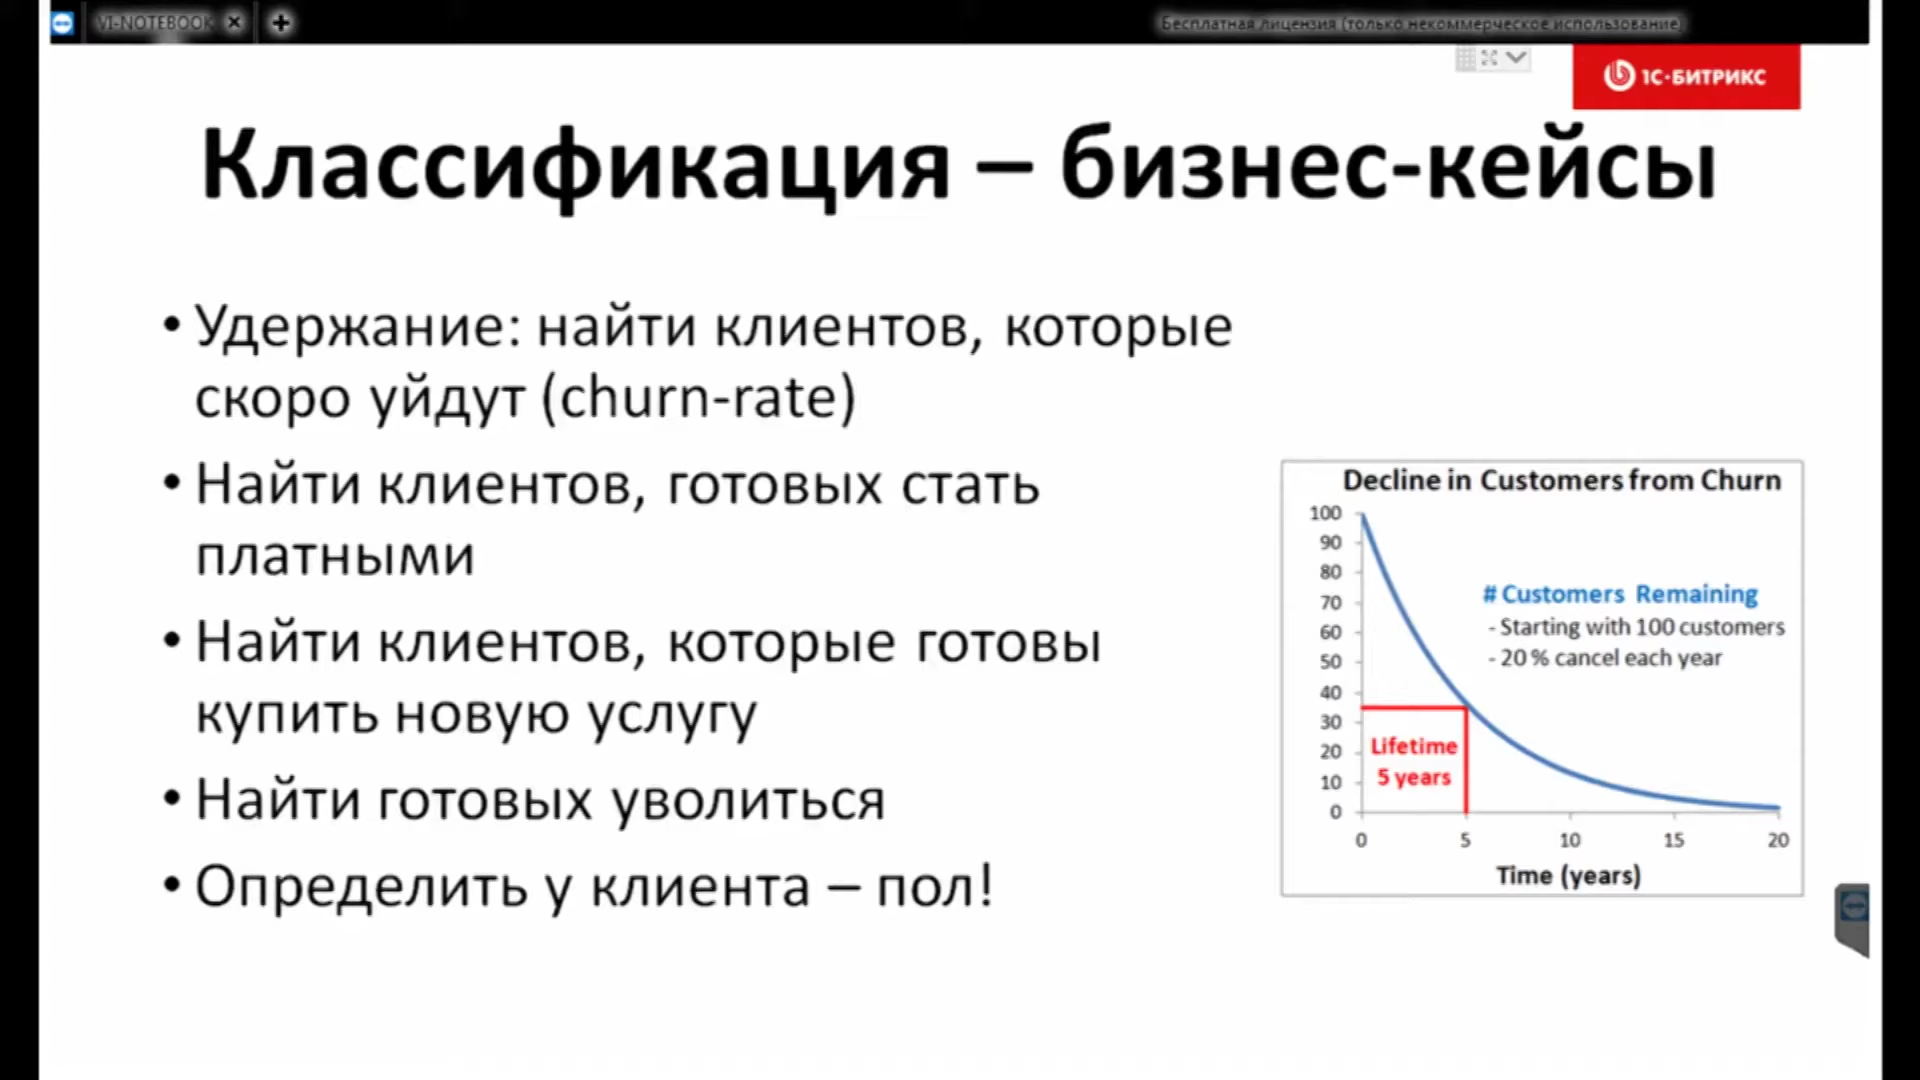 VI-NOTEBOOK
Бесплатная лицензия (только некоммерческое использование)
1С·БИТРИКС
Классификация – бизнес-кейсы
• Удержание: найти клиентов, которые
скоро уйдут (churn-rate)
• Найти клиентов, готовых стать
платными
• Найти клиентов, которые готовы
купить новую услугу
• Найти готовых уволиться
• Определить у клиента – пол!
Decline in Customers from Churn
100
90
80
70
60
50
40
30
20
10
0
# Customers Remaining
- Starting with 100 customers
- 20 % cancel each year
Lifetime
5 years
0 5 10 15 20
Time (years)